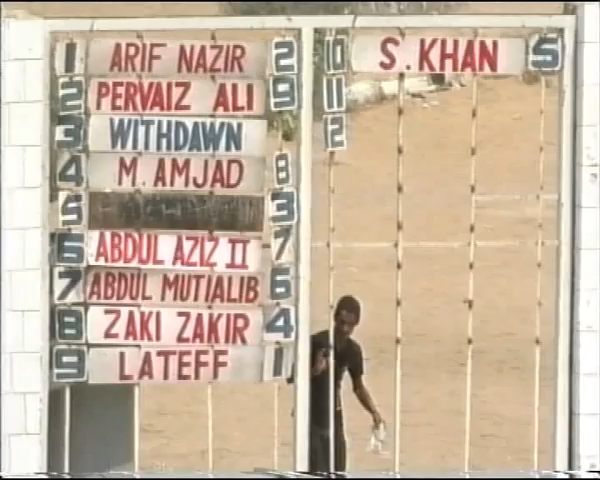 1 ARIF NAZIR 2
2 PERVAIZ ALI 9
3 WITHDAWN
4 M. AMJAD 8
5 3
6 ABDUL AZIZ II 7
7 ABDUL MUTIALIB 6
8 ZAKI ZAKIR 4
9 LATEFF 1
10 S. KHAN 5
11
12